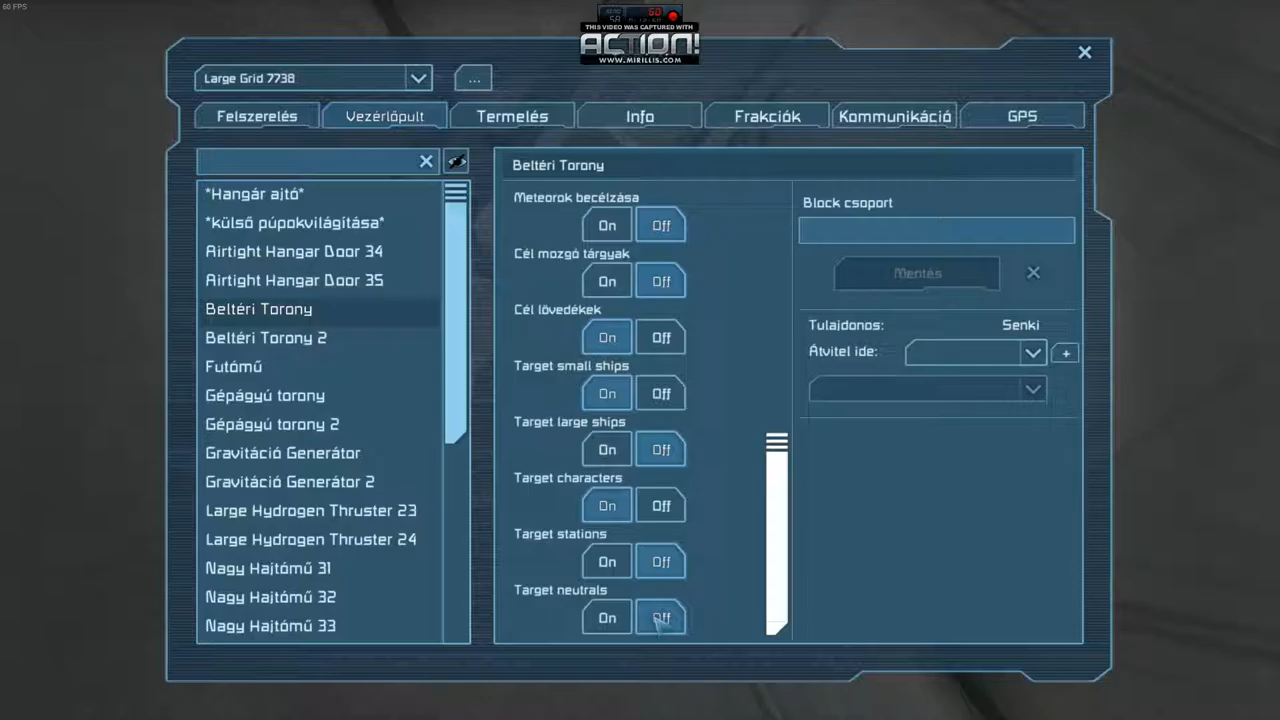 60 FPS
60
58
THIS VIDEO WAS CAPTURED WITH
ACTION!
WWW.MIRILLIS.COM
Large Grid 7738
...
Felszerelés
Vezérlőpult
Termelés
Info
Frakciók
Kommunikáció
GPS
*Hangár ajtó*
*külső púpokvilágítása*
Airtight Hangar Door 34
Airtight Hangar Door 35
Beltéri Torony
Beltéri Torony 2
Futómű
Gépágyú torony
Gépágyú torony 2
Gravitáció Generátor
Gravitáció Generátor 2
Large Hydrogen Thruster 23
Large Hydrogen Thruster 24
Nagy Hajtómű 31
Nagy Hajtómű 32
Nagy Hajtómű 33
Beltéri Torony
Meteorok becélzása
On Off
Cél mozgó tárgyak
On Off
Cél lövedékek
On Off
Target small ships
On Off
Target large ships
On Off
Target characters
On Off
Target stations
On Off
Target neutrals
On Off
Block csoport
Mentés
Tulajdonos: Senki
Átvitel ide:
+